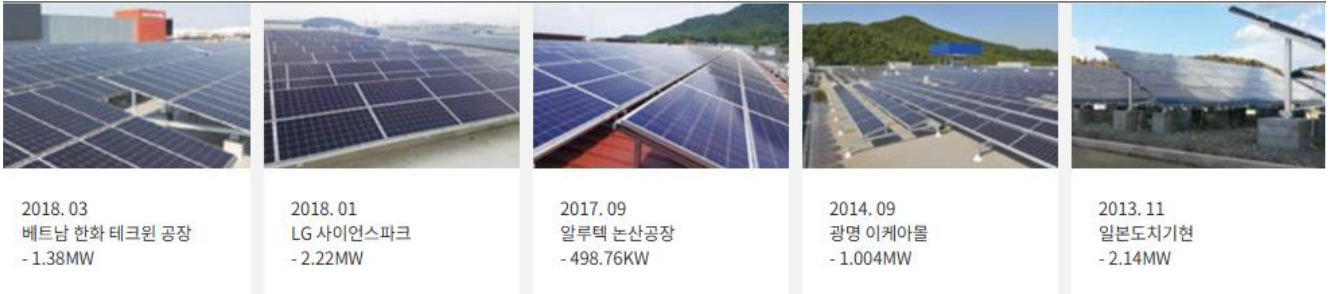 2018. 03
베트남 한화 테크윈 공장
- 1.38MW
2018. 01
LG 사이언스파크
- 2.22MW
2017. 09
알루텍 논산공장
- 498.76KW
2014. 09
광명 이케아몰
- 1.004MW
2013. 11
일본도치기현
- 2.14MW